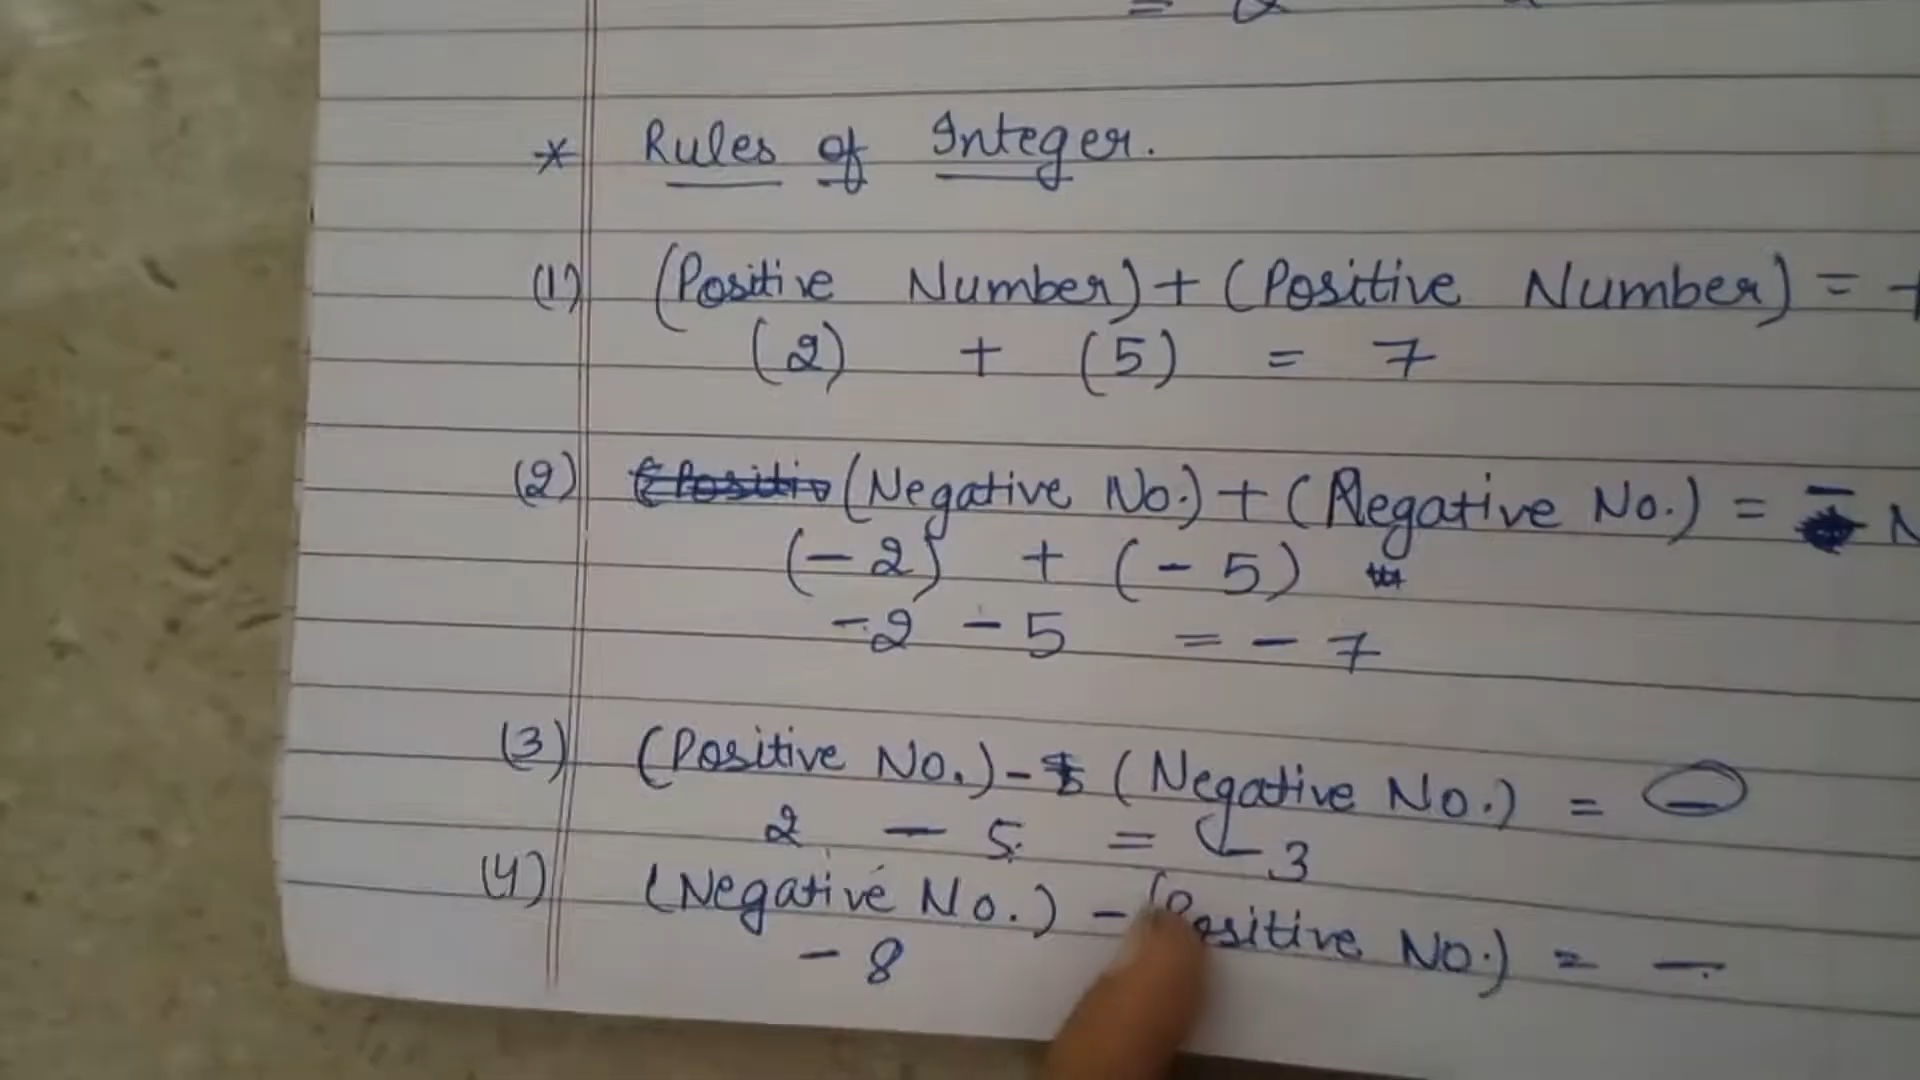 * Rules of Integer.
(1) (Positive Number) + (Positive Number) = +
(2) + (5) = 7
(2) (Negative No.) + (Negative No.) = - N
(-2) + (-5)
-2 - 5 = - 7
(3) (Positive No.) - (Negative No.) = -
2 - 5 = - 3
(4) (Negative No.) - (Positive No.) = -
- 8